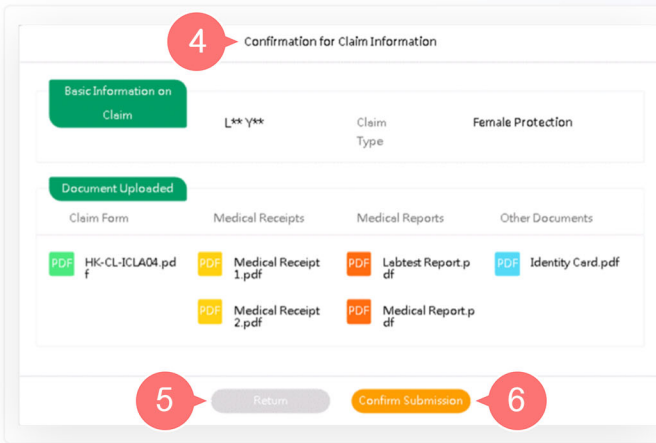 4
Confirmation for Claim Information
Basic Information on
Claim
L** Y**
Claim
Type
Female Protection
Document Uploaded
Claim Form
Medical Receipts
Medical Reports
Other Documents
PDF
HK-CL-ICLA04.pd
f
PDF
Medical Receipt
1.pdf
PDF
Labtest Report.p
df
PDF
Identity Card.pdf
PDF
Medical Receipt
2.pdf
PDF
Medical Report.p
df
5
Return
Confirm Submission
6